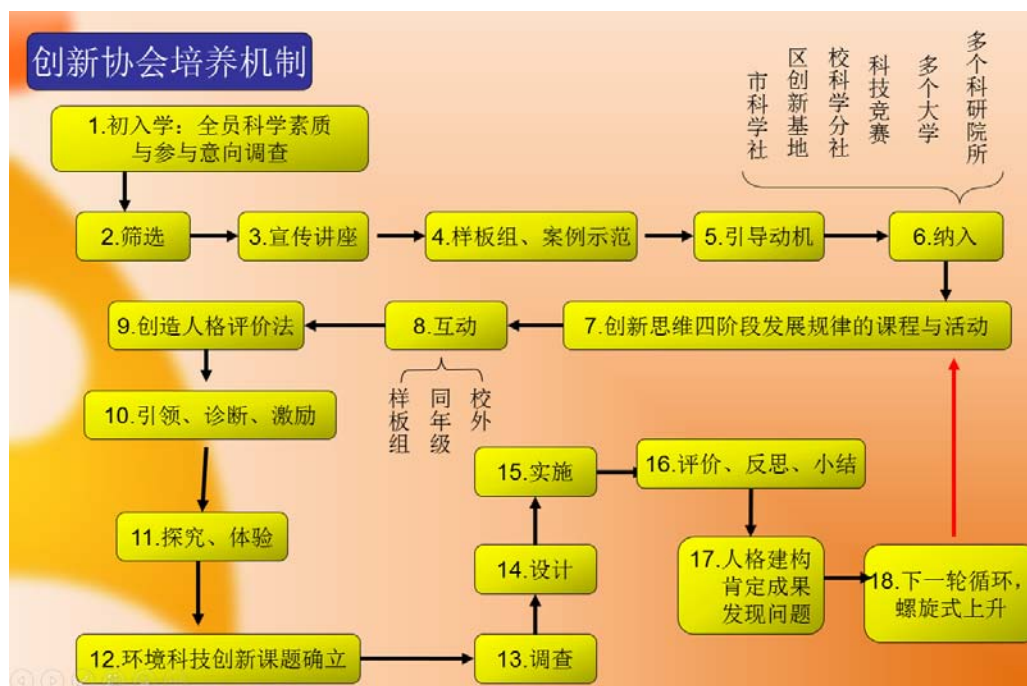 创新协会培养机制
1.初入学：全员科学素质
与参与意向调查
市科学社
区创新基地
校科学分社
科技竞赛
多个大学
多个科研院所
2.筛选
3.宣传讲座
4.样板组、案例示范
5.引导动机
6.纳入
7.创新思维四阶段发展规律的课程与活动
8.互动
样板组
同年级
校外
9.创造人格评价法
10.引领、诊断、激励
11.探究、体验
12.环境科技创新课题确立
13.调查
14.设计
15.实施
16.评价、反思、小结
17.人格建构
肯定成果
发现问题
18.下一轮循环，
螺旋式上升